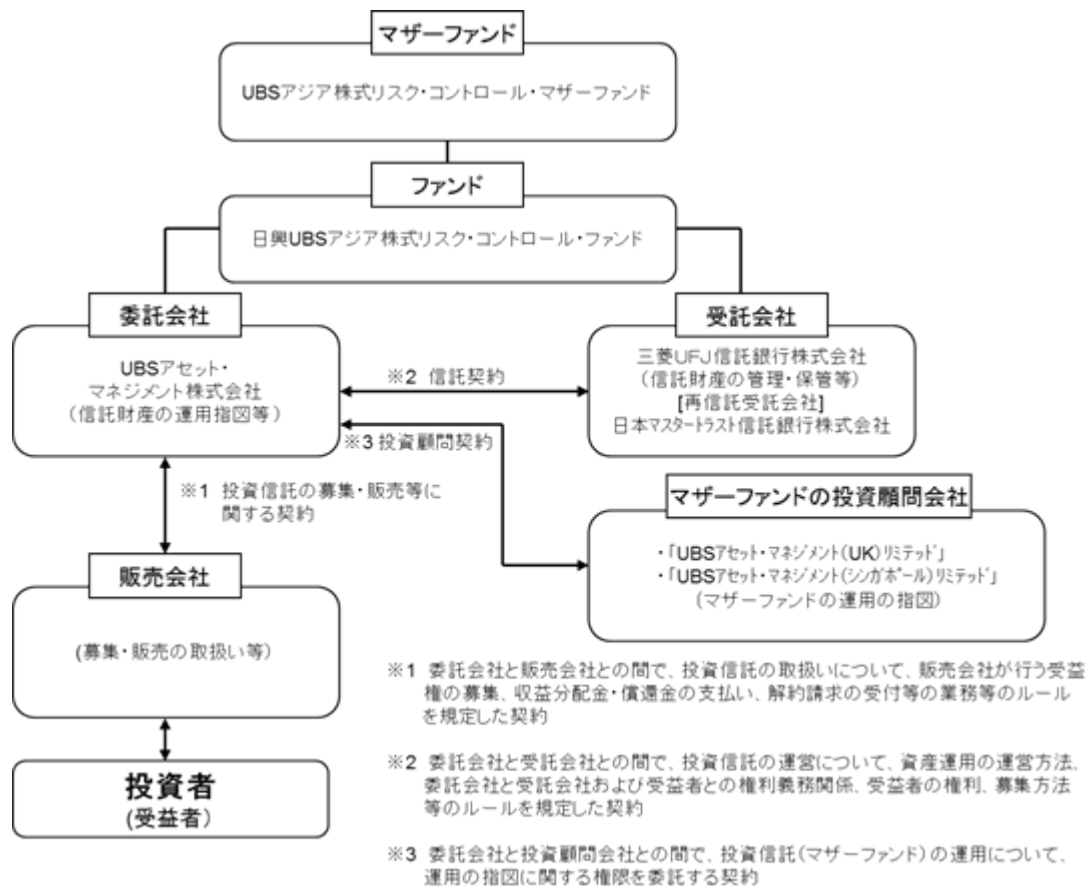 マザーファンド
UBSアジア株式リスク・コントロール・マザーファンド
ファンド
日興UBSアジア株式リスク・コントロール・ファンド
委託会社
UBSアセット・
マネジメント株式会社
(信託財産の運用指図等)
受託会社
三菱UFJ信託銀行株式会社
(信託財産の管理・保管等)
[再信託受託会社]
日本マスタートラスト信託銀行株式会社
※2 信託契約
※3 投資顧問契約
※1 投資信託の募集・販売等に
関する契約
マザーファンドの投資顧問会社
・「UBSアセット・マネジメント(UK)リミテッド」
・「UBSアセット・マネジメント(シンガポール)リミテッド」
(マザーファンドの運用の指図)
販売会社
(募集・販売の取扱い等)
投資者
(受益者)
※1 委託会社と販売会社との間で、投資信託の取扱いについて、販売会社が行う受益
権の募集、収益分配金・償還金の支払い、解約請求の受付等の業務等のルール
を規定した契約
※2 委託会社と受託会社との間で、投資信託の運営について、資産運用の運営方法、
委託会社と受託会社および受益者との権利義務関係、受益者の権利、募集方法
等のルールを規定した契約
※3 委託会社と投資顧問会社との間で、投資信託(マザーファンド)の運用について、
運用の指図に関する権限を委託する契約